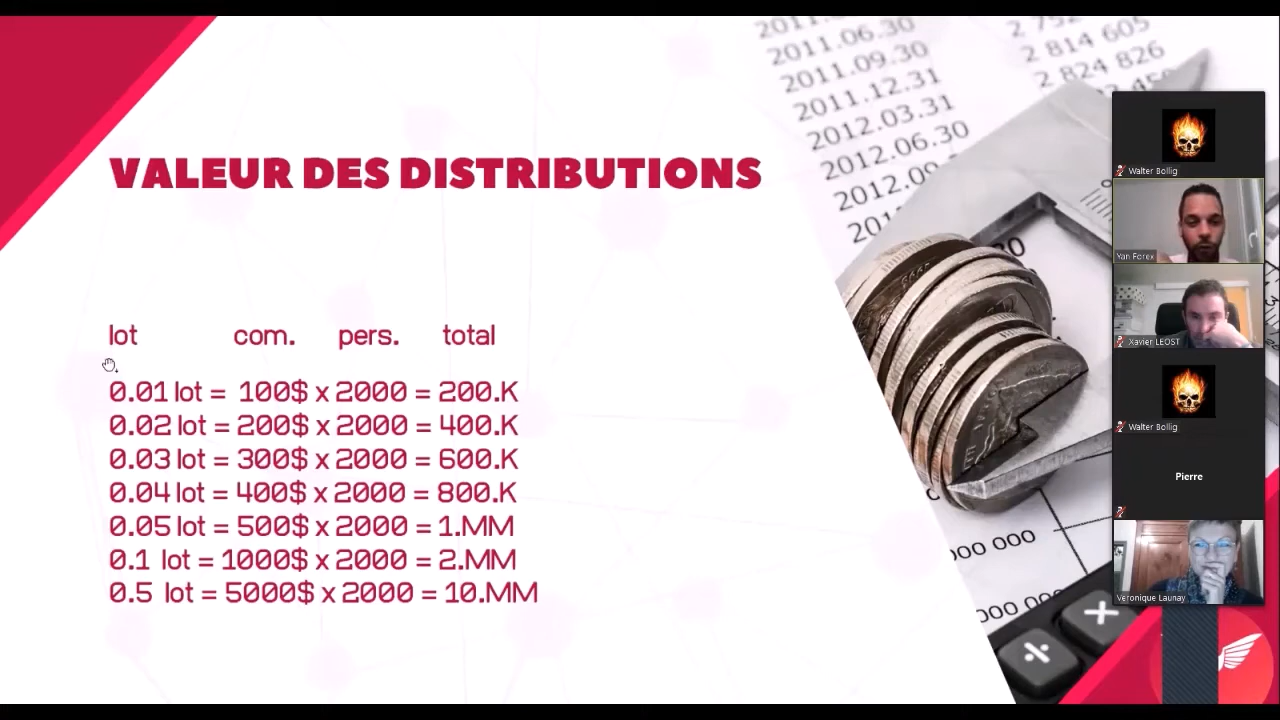 VALEUR DES DISTRIBUTIONS
lot com. pers. total
0.01 lot = 100$ x 2000 = 200.K
0.02 lot = 200$ x 2000 = 400.K
0.03 lot = 300$ x 2000 = 600.K
0.04 lot = 400$ x 2000 = 800.K
0.05 lot = 500$ x 2000 = 1.MM
0.1 lot = 1000$ x 2000 = 2.MM
0.5 lot = 5000$ x 2000 = 10.MM
2011.06.30
2011.09.30
2011.12.31
2012.03.31
2012.06.30
2 814 605
2 824 826
000 000
÷
+
Walter Bollig
Yan Forex
Xavier LEOST
Walter Bollig
Pierre
Veronique Launay